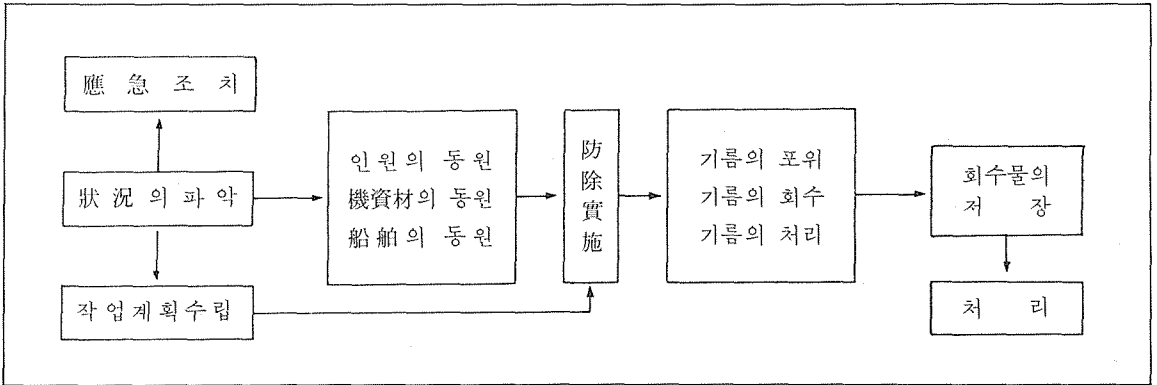 應急조치
狀況의파악
작업계획수립
인원의 동원
機資材의 동원
船舶의 동원
防除實施
기름의 포위
기름의 회수
기름의 처리
회수물의
저장
처리